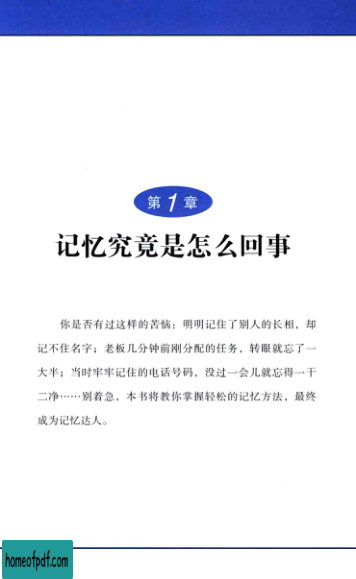 第1章
记忆究竟是怎么回事
你是否有过这样的苦恼：明明记住了别人的长相，却
记不住名字；老板几分钟前刚分配的任务，转眼就忘了一
大半；当时牢牢记住的电话号码，没过一会儿就忘得一干
二净……别着急，本书将教你掌握轻松的记忆方法，最终
成为记忆达人。
homeofpdf.com